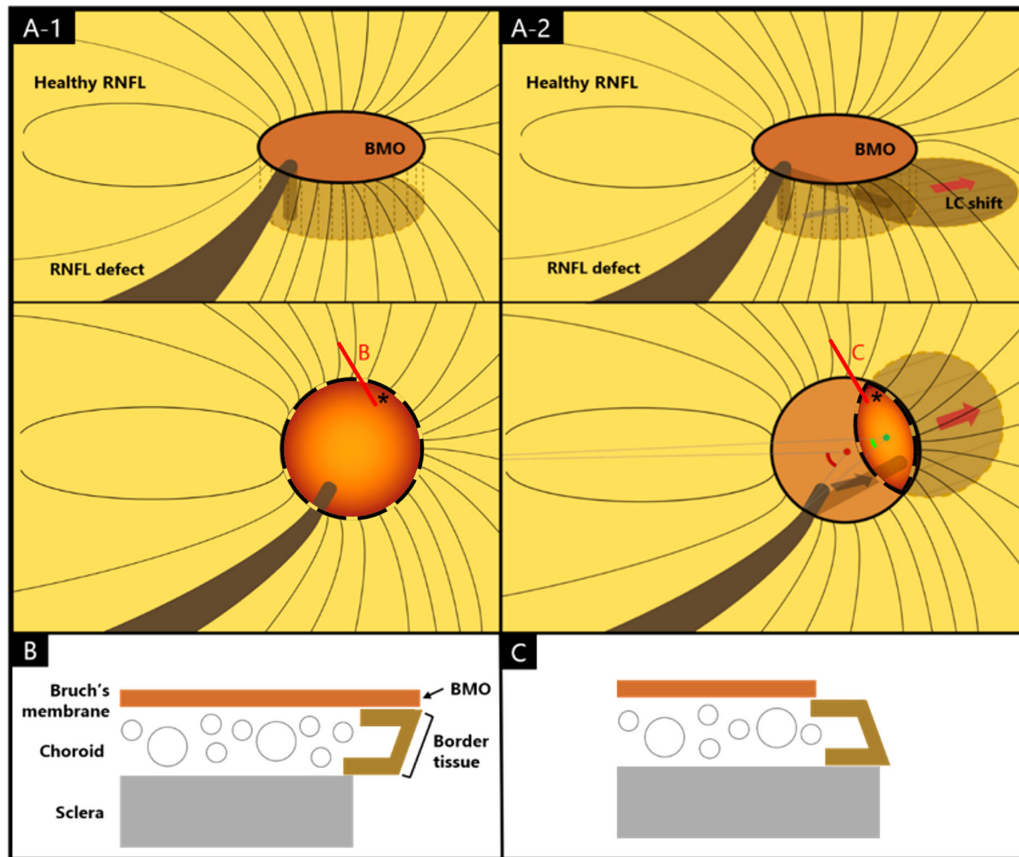 A-1
Healthy RNFL
BMO
RNFL defect
A-2
Healthy RNFL
BMO
LC shift
RNFL defect
B
*
C
*
B
Bruch's
membrane
BMO
Choroid
Border
tissue
Sclera
C